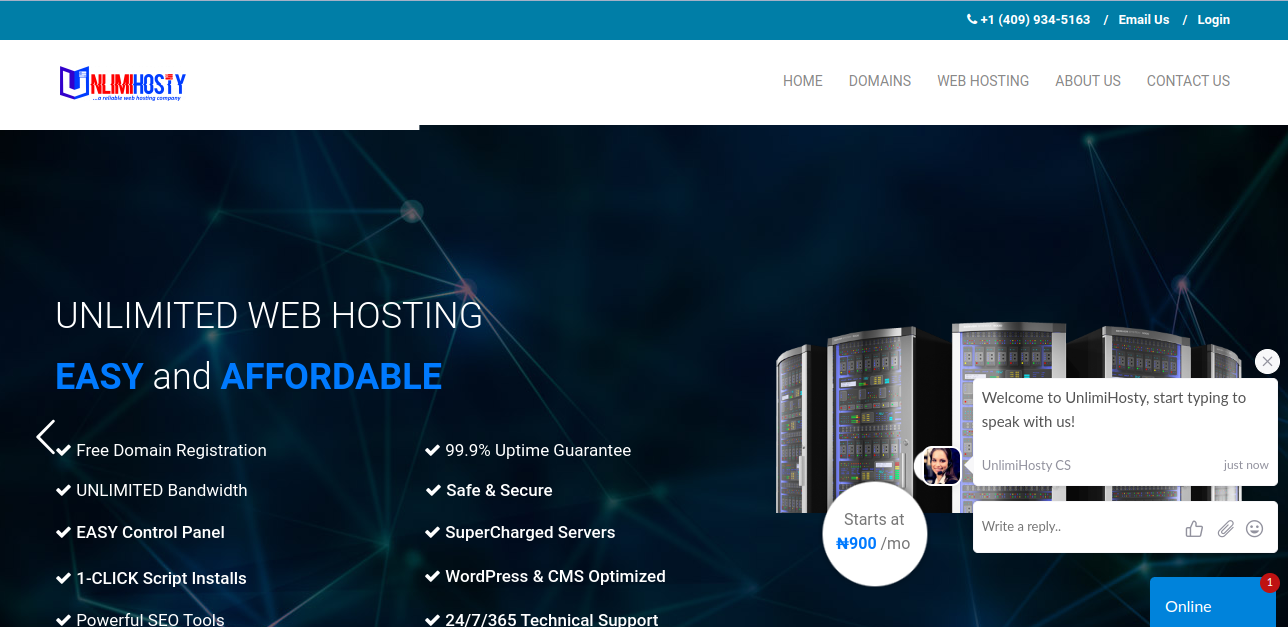 +1 (409) 934-5163 / Email Us / Login
UNLIMIHOSTY
...a reliable web hosting company
HOME DOMAINS WEB HOSTING ABOUT US CONTACT US
UNLIMITED WEB HOSTING
EASY and AFFORDABLE
Free Domain Registration
99.9% Uptime Guarantee
UNLIMITED Bandwidth
Safe & Secure
EASY Control Panel
SuperCharged Servers
1-CLICK Script Installs
WordPress & CMS Optimized
Powerful SEO Tools
24/7/365 Technical Support
Starts at
₦900 /mo
Welcome to UnlimiHosty, start typing to
speak with us!
UnlimiHosty CS just now
Write a reply..
1
Online